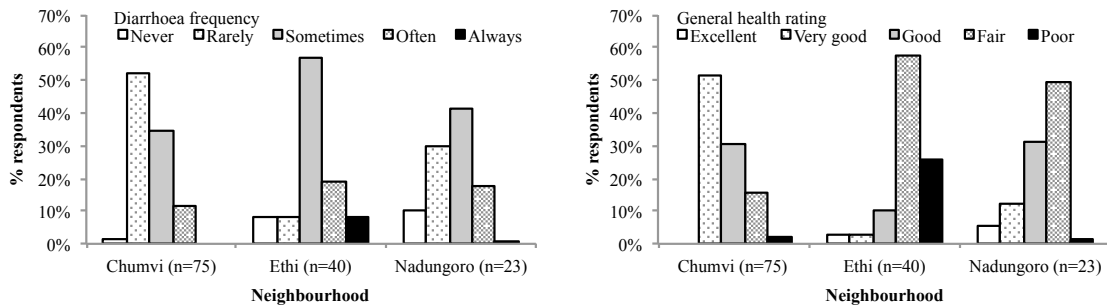 Diarrhoea frequency
Never Rarely Sometimes Often Always
70%
60%
50%
40%
30%
20%
10%
0%
% respondents
Chumvi (n=75) Ethi (n=40) Nadungoro (n=23)
Neighbourhood
General health rating
Excellent Very good Good Fair Poor
70%
60%
50%
40%
30%
20%
10%
0%
% respondents
Chumvi (n=75) Ethi (n=40) Nadungoro (n=23)
Neighbourhood